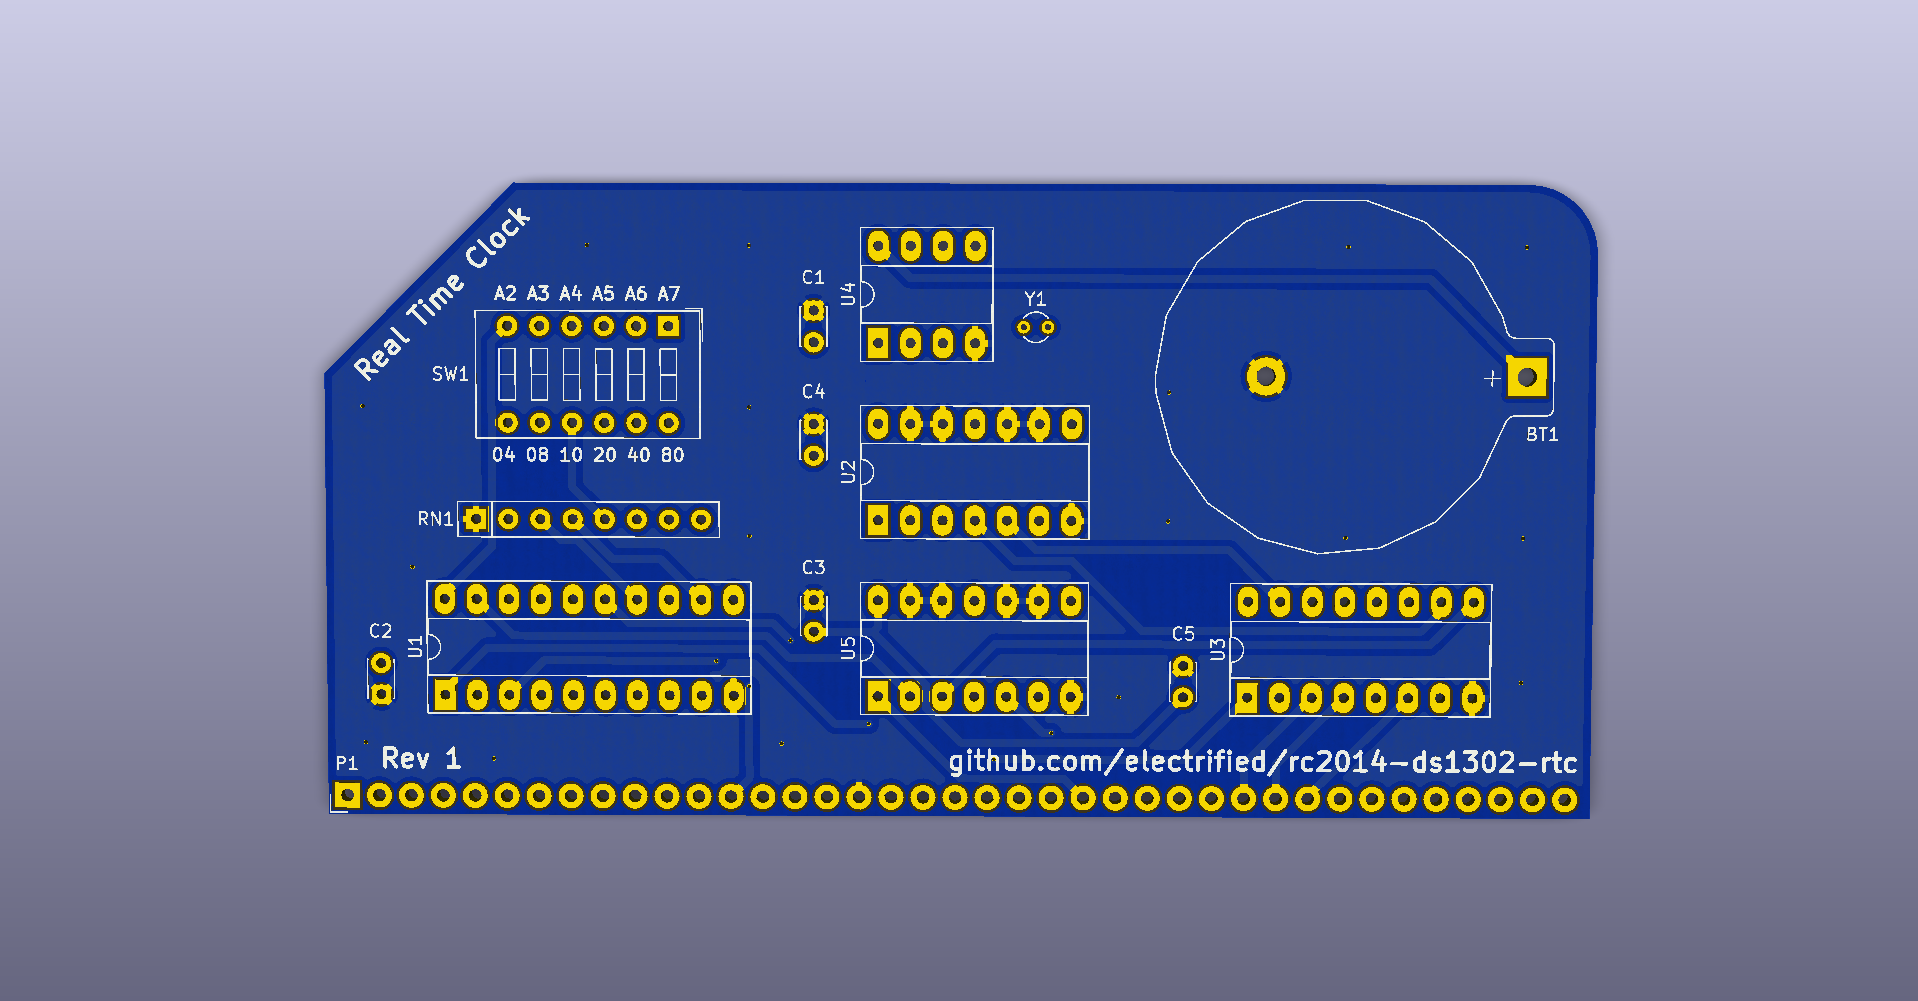 Real Time Clock
A2 A3 A4 A5 A6 A7
SW1
04 08 10 20 40 80
RN1
C1
U4
Y1
C4
U2
+
BT1
C3
C2
U1
U5
C5
U3
P1
Rev 1
github.com/electrified/rc2014-ds1302-rtc